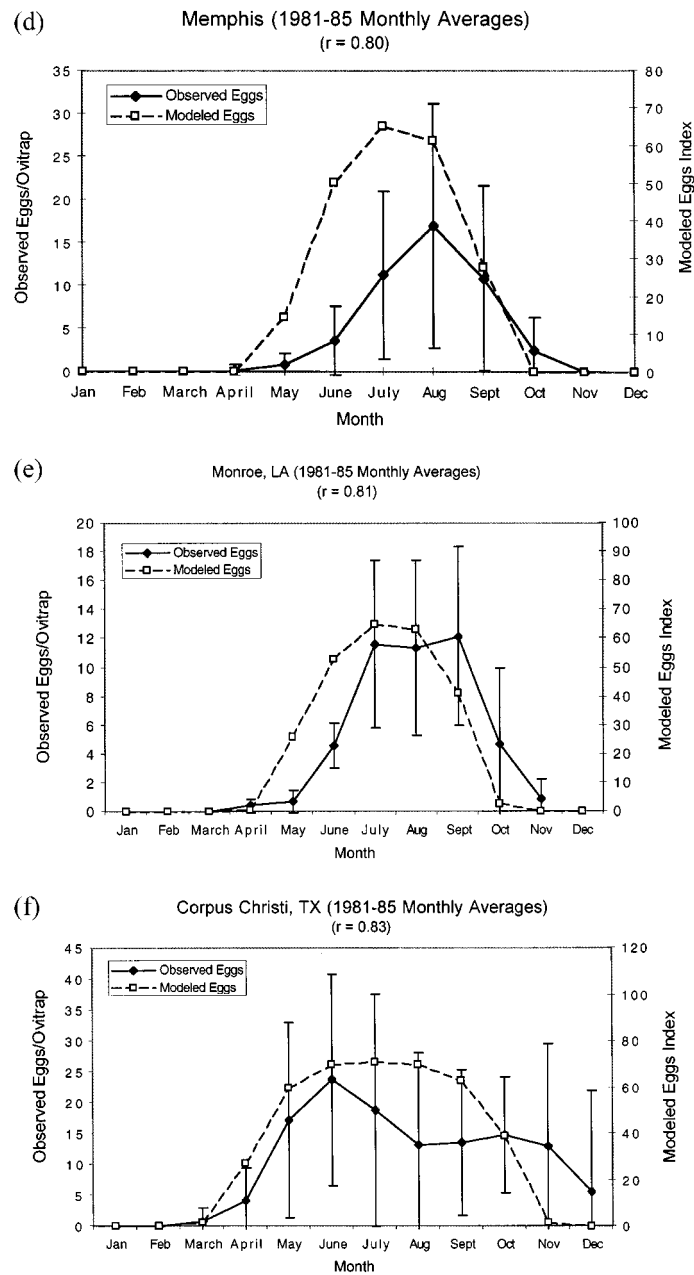 (d)
Memphis (1981-85 Monthly Averages)
(r = 0.80)
Observed Eggs
Modeled Eggs
35
30
25
20
15
10
5
0
Observed Eggs/Ovitrap
80
70
60
50
40
30
20
10
0
Modeled Eggs Index
Jan Feb March April May June July Aug Sept Oct Nov Dec
Month
(e)
Monroe, LA (1981-85 Monthly Averages)
(r = 0.81)
Observed Eggs
Modeled Eggs
20
18
16
14
12
10
8
6
4
2
0
Observed Eggs/Ovitrap
100
90
80
70
60
50
40
30
20
10
0
Modeled Eggs Index
Jan Feb March April May June July Aug Sept Oct Nov Dec
Month
(f)
Corpus Christi, TX (1981-85 Monthly Averages)
(r = 0.83)
Observed Eggs
Modeled Eggs
45
40
35
30
25
20
15
10
5
0
Observed Eggs/Ovitrap
120
100
80
60
40
20
0
Modeled Eggs Index
Jan Feb March April May June July Aug Sept Oct Nov Dec
Month